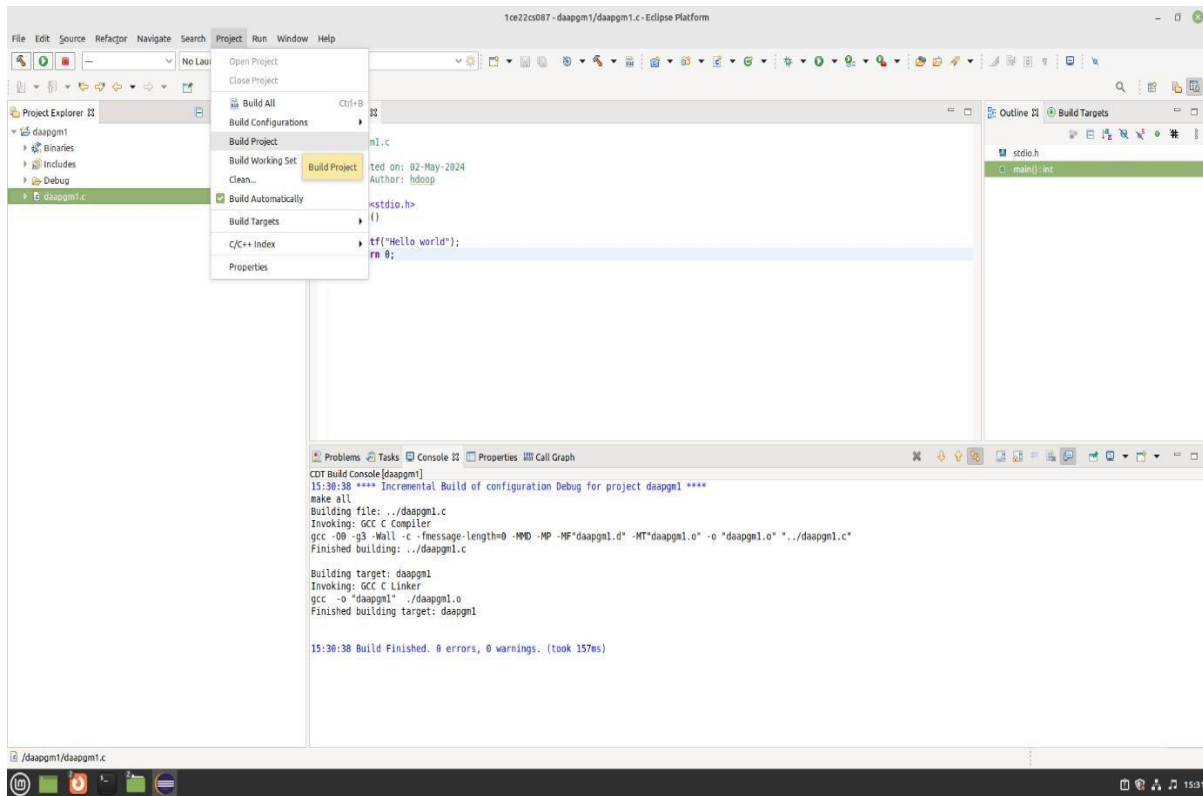 1ce22cs087 - daapgm1/daapgm1.c - Eclipse Platform
File Edit Source Refactor Navigate Search Project Run Window Help
No Lau
Open Project
Close Project
Build All Ctrl+B
Build Configurations
Build Project
Build Working Set
Clean...
Build Automatically
Build Targets
C/C++ Index
Properties
Build Project
Project Explorer
daapgm1
Binaries
Includes
Debug
daapgm1.c
m1.c
ted on: 02-May-2024
Author: hdoop
<stdio.h>
()
tf("Hello world");
rn 0;
Outline Build Targets
stdio.h
main() : int
Problems Tasks Console Properties Call Graph
CDT Build Console [daapgm1]
15:30:38 **** Incremental Build of configuration Debug for project daapgm1 ****
make all
Building file: ../daapgm1.c
Invoking: GCC C Compiler
gcc -O0 -g3 -Wall -c -fmessage-length=0 -MMD -MP -MF"daapgm1.d" -MT"daapgm1.o" -o "daapgm1.o" "../daapgm1.c"
Finished building: ../daapgm1.c
Building target: daapgm1
Invoking: GCC C Linker
gcc -o "daapgm1" ./daapgm1.o
Finished building target: daapgm1
15:30:38 Build Finished. 0 errors, 0 warnings. (took 157ms)
/daapgm1/daapgm1.c
15:31